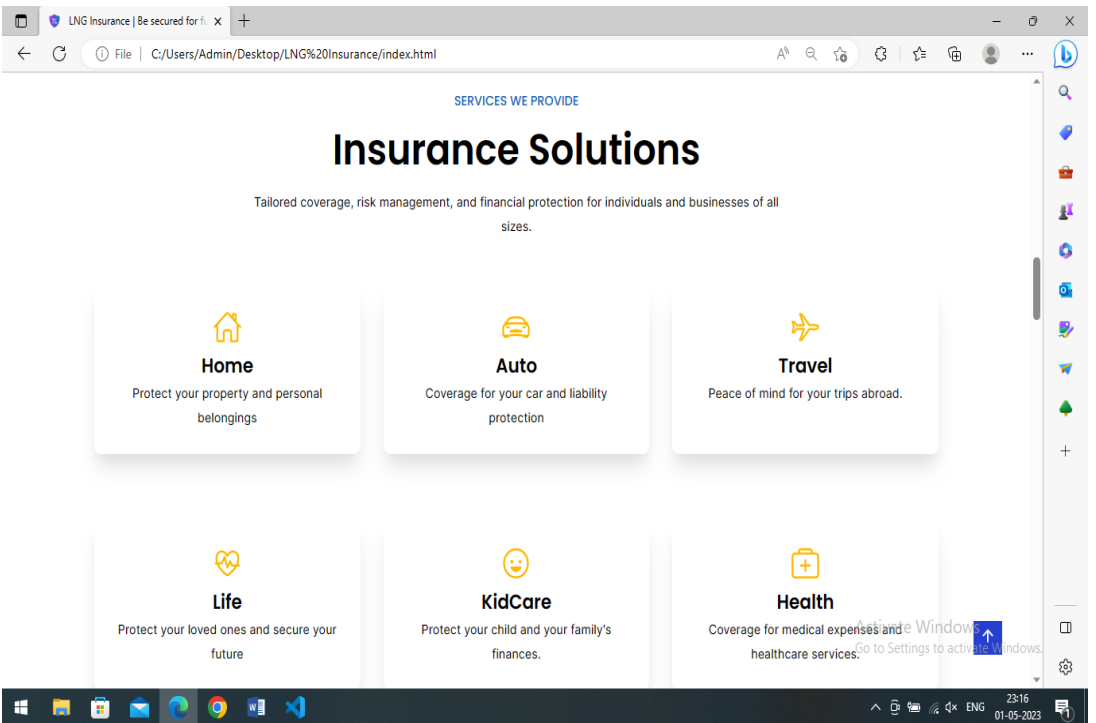 LNG Insurance | Be secured for fu
File | C:/Users/Admin/Desktop/LNG%20Insurance/index.html
SERVICES WE PROVIDE
Insurance Solutions
Tailored coverage, risk management, and financial protection for individuals and businesses of all
sizes.
Home
Protect your property and personal
belongings
Auto
Coverage for your car and liability
protection
Travel
Peace of mind for your trips abroad.
Life
Protect your loved ones and secure your
future
KidCare
Protect your child and your family's
finances.
Health
Coverage for medical expenses and
healthcare services.
Activate Windows
Go to Settings to activate Windows.
ENG
23:16
01-05-2023
1